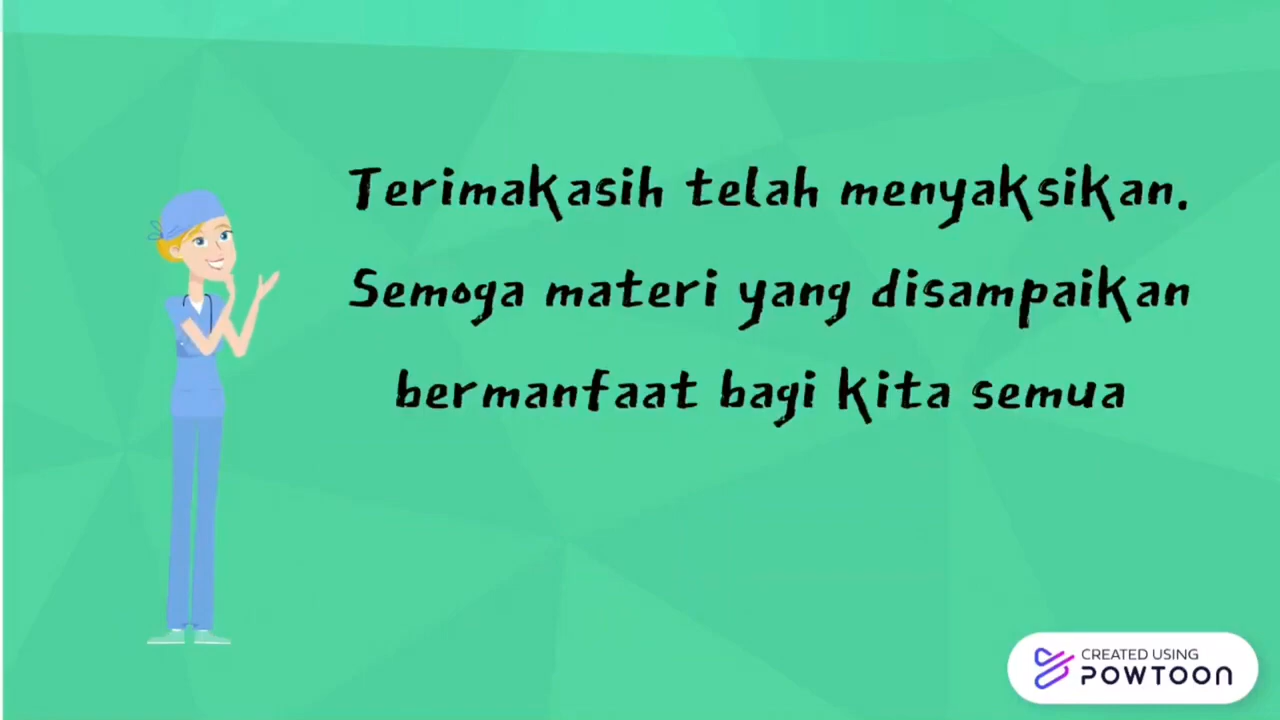 Terimakasih telah menyaksikan.
Semoga materi yang disampaikan
bermanfaat bagi kita semua
CREATED USING
POWTOON